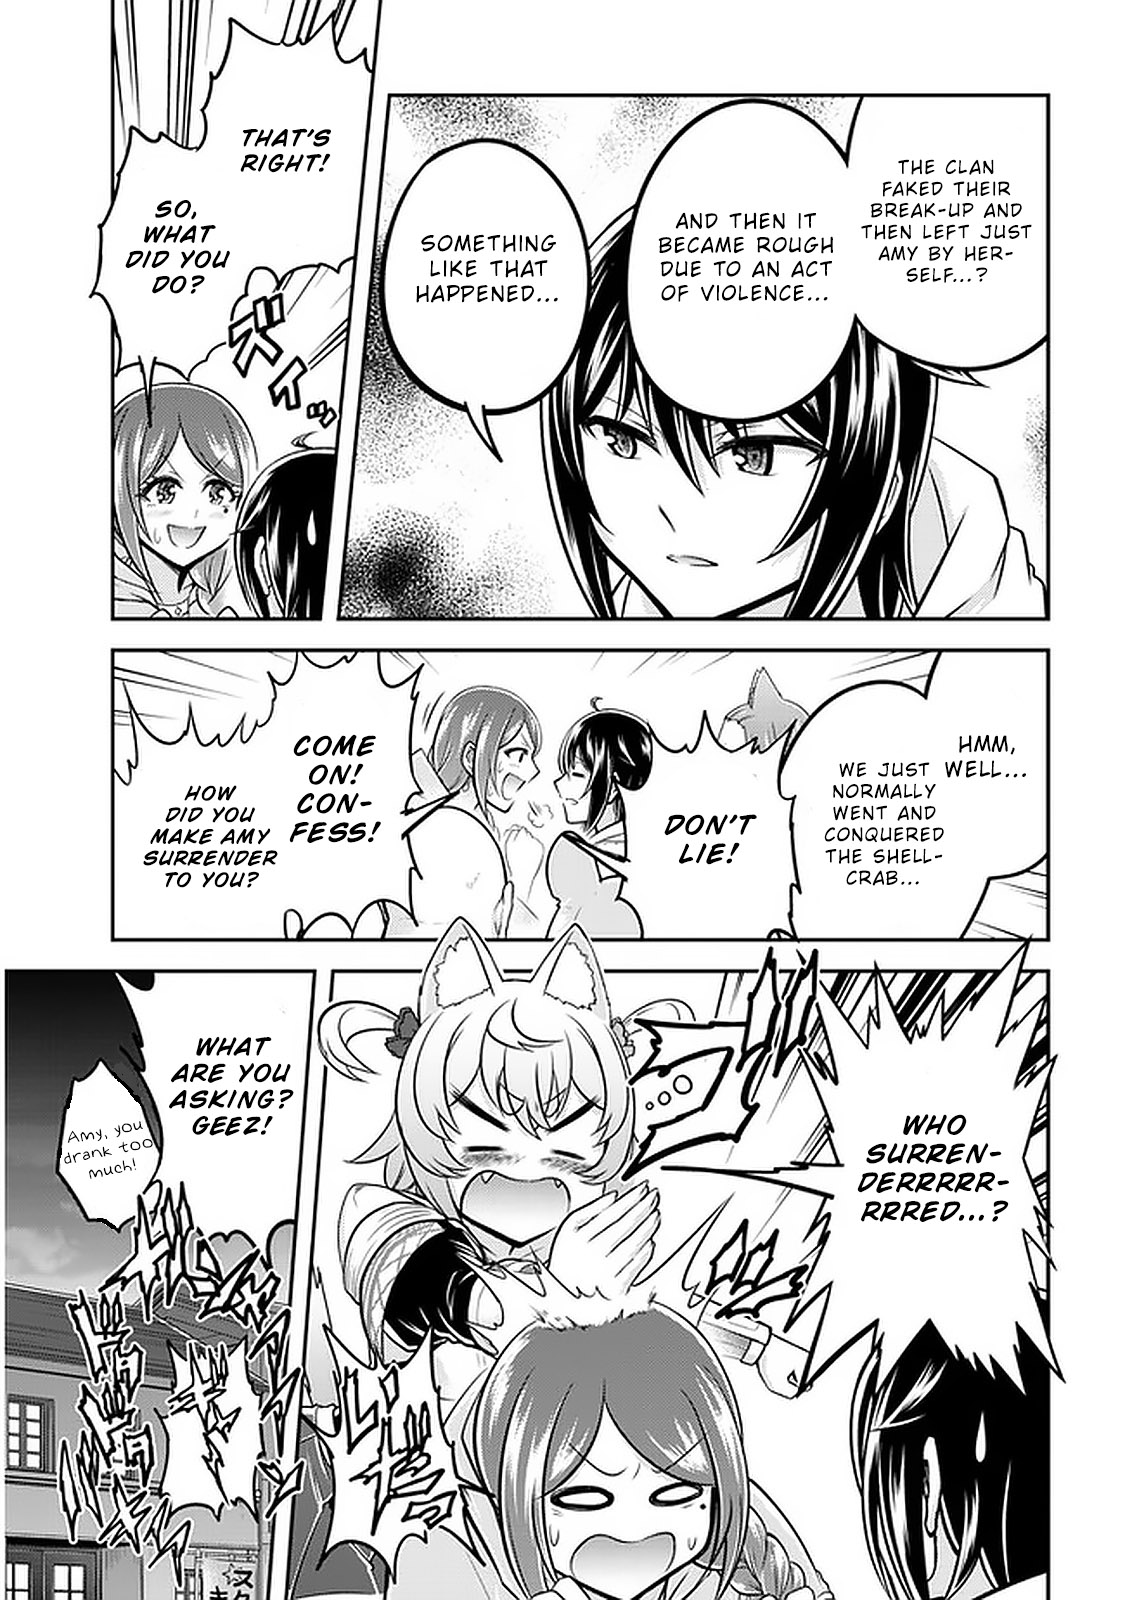 THE CLAN
FAKED THEIR
BREAK-UP AND
THEN LEFT JUST
AMY BY HER-
SELF...?
AND THEN IT
BECAME ROUGH
DUE TO AN ACT
OF VIOLENCE...
SOMETHING
LIKE THAT
HAPPENED...
THAT'S
RIGHT!
SO,
WHAT
DID YOU
DO?
ズイッ
HMM,
WELL...
WE JUST
NORMALLY
WENT AND
CONQUERED
THE SHELL-
CRAB...
DON'T
LIE!
COME
ON!
CON-
FESS!
HOW
DID YOU
MAKE AMY
SURRENDER
TO YOU?
WHO
SURREN-
DERRRRR-
RRRED...?
...
WHAT
ARE YOU
ASKING?
GEEZ!
Amy, you
drank too
much!